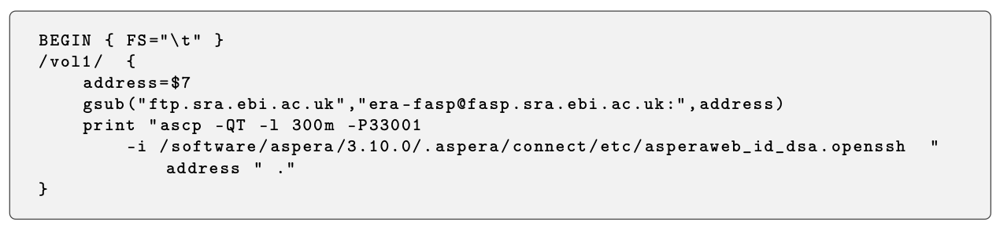 BEGIN { FS="\t" }
/vol1/  {
    address=$7
    gsub("ftp.sra.ebi.ac.uk","era-fasp@fasp.sra.ebi.ac.uk:",address)
    print "ascp -QT -l 300m -P33001
        -i /software/aspera/3.10.0/.aspera/connect/etc/asperaweb_id_dsa.openssh  "
            address " ."
}